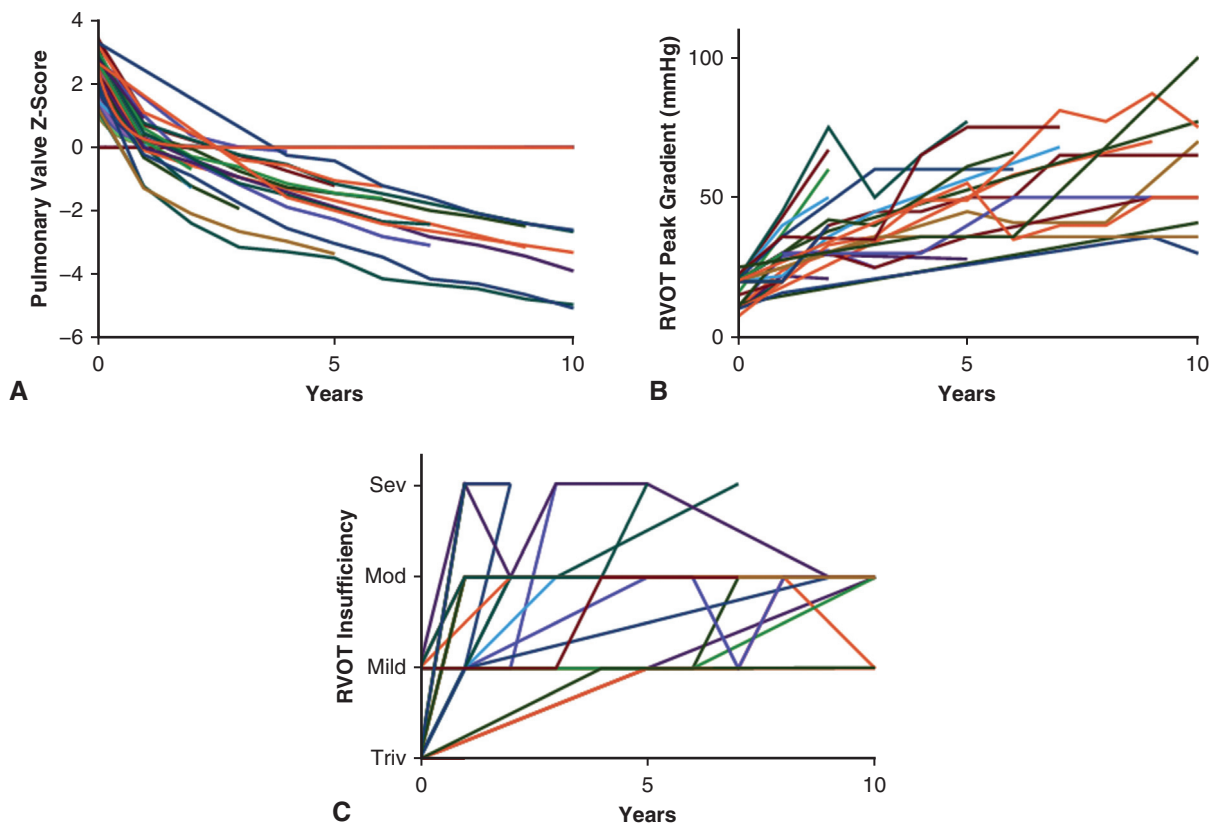 4
2
0
−2
−4
−6
Pulmonary Valve Z-Score
0
5
10
Years
A
100
50
0
RVOT Peak Gradient (mmHg)
0
5
10
Years
B
Sev
Mod
Mild
Triv
RVOT Insufficiency
0
5
10
Years
C